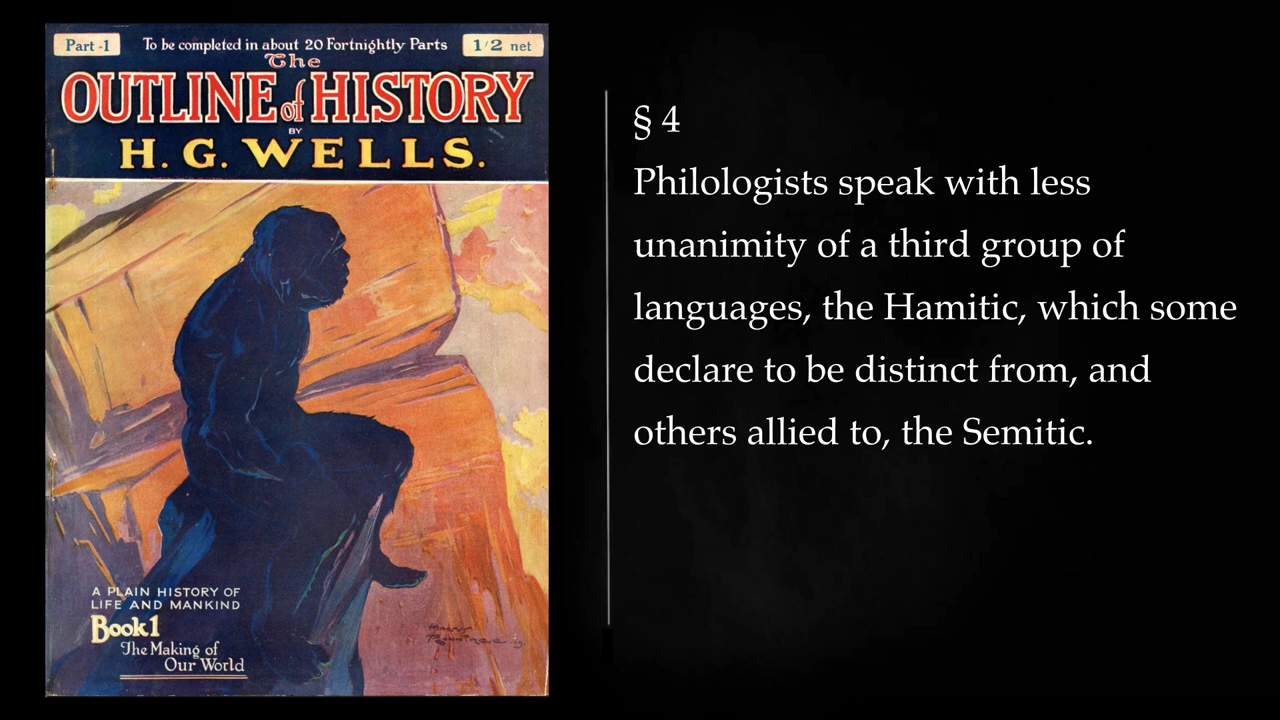 Part -1
To be completed in about 20 Fortnightly Parts
1/2 net
The
OUTLINE of HISTORY
BY
H. G. WELLS.
A PLAIN HISTORY OF
LIFE AND MANKIND
Book 1
The Making of
Our World
§ 4
Philologists speak with less
unanimity of a third group of
languages, the Hamitic, which some
declare to be distinct from, and
others allied to, the Semitic.